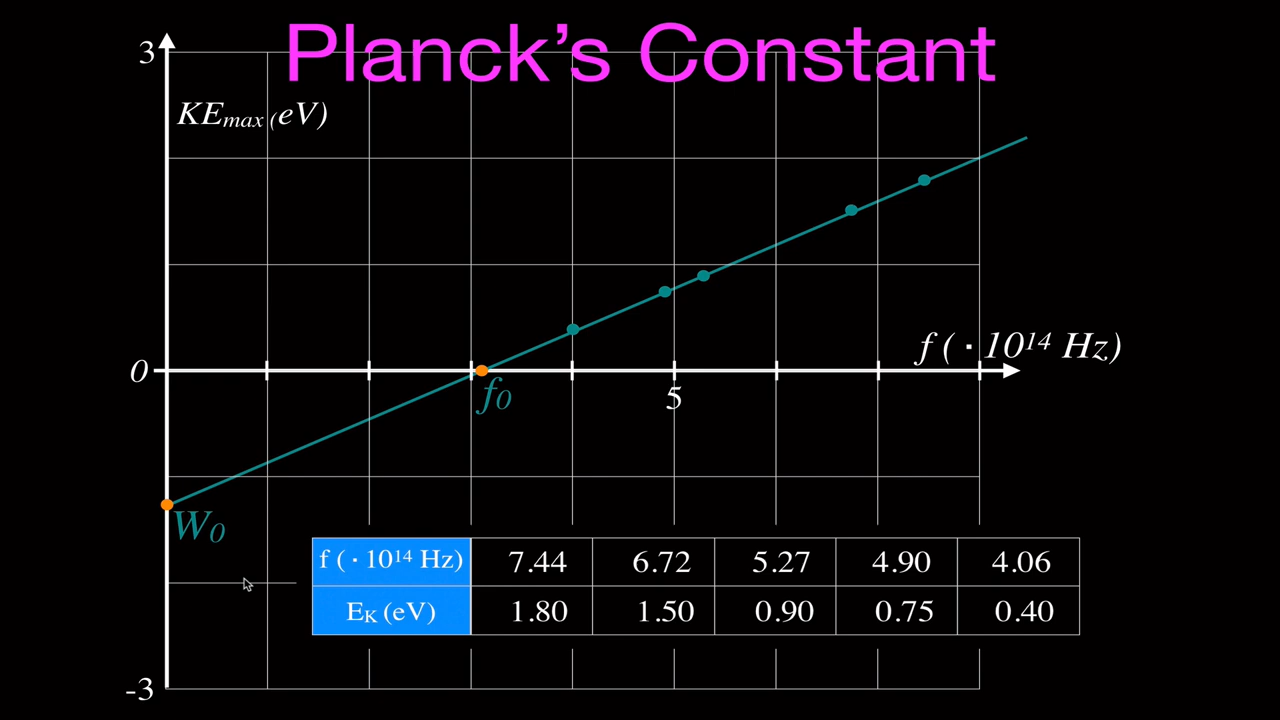 Planck's Constant
3
KEmax (eV)
f ( · 10¹⁴ Hz)
0
f0
5
W0
f ( · 10¹⁴ Hz) 7.44 6.72 5.27 4.90 4.06
EK (eV) 1.80 1.50 0.90 0.75 0.40
-3